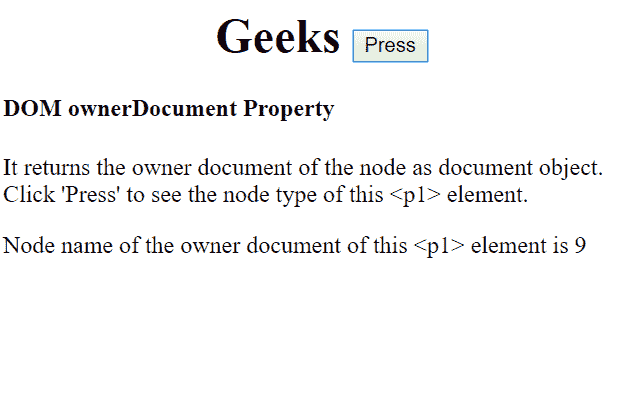 Geeks Press
DOM ownerDocument Property
It returns the owner document of the node as document object.
Click 'Press' to see the node type of this <p1> element.
Node name of the owner document of this <p1> element is 9